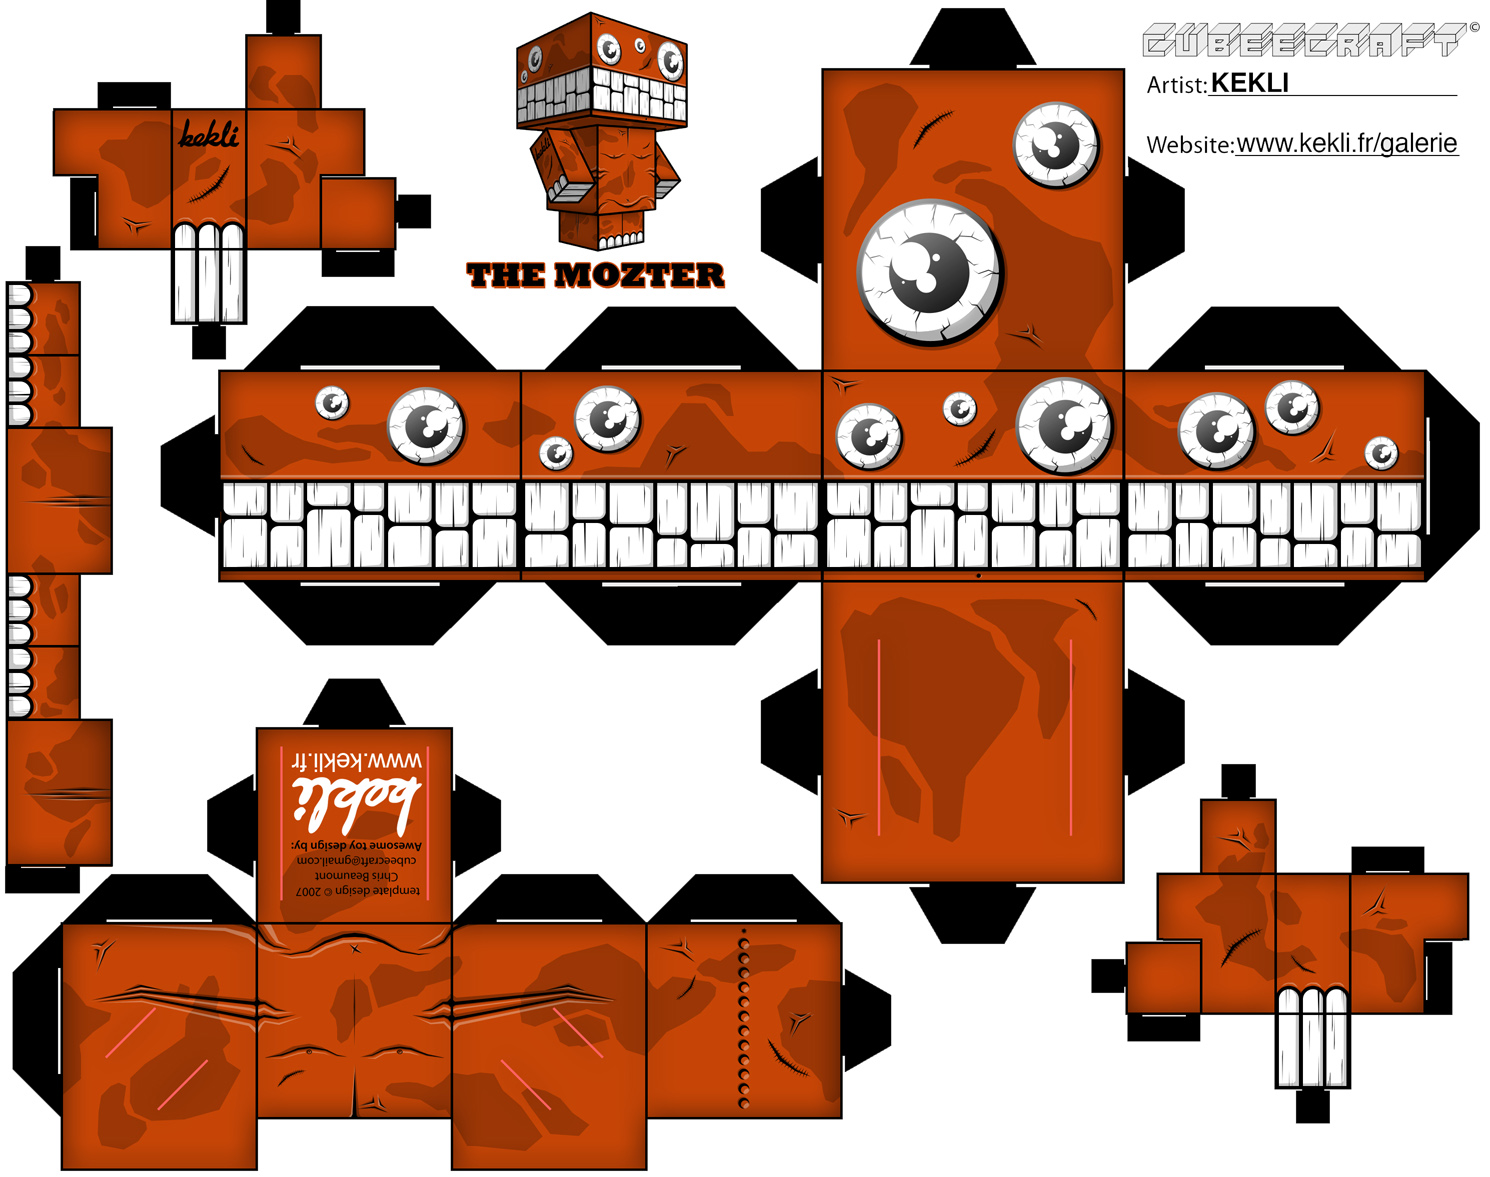 CUBEECRAFT ©
Artist: KEKLI
Website: www.kekli.fr/galerie
kekli
kekli
THE MOZTER
www.kekli.fr
kekli
Awesome toy design by:
cubeecraft@gmail.com
Chris Beaumont
template design © 2007